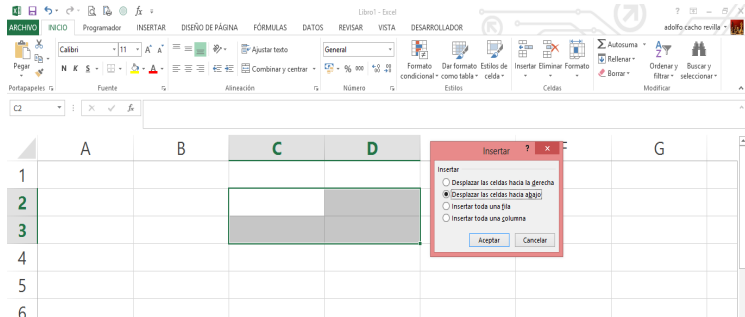 Libro1 - Excel
ARCHIVO INICIO Programador INSERTAR DISEÑO DE PÁGINA FÓRMULAS DATOS REVISAR VISTA DESARROLLADOR adolfo cacho revilla
Pegar
Portapapeles
Calibri 11
N K S
Fuente
Ajustar texto
Combinar y centrar
Alineación
General
% 000
Número
Formato condicional
Dar formato como tabla
Estilos de celda
Estilos
Insertar Eliminar Formato
Celdas
Autosuma
Rellenar
Borrar
Ordenar y filtrar
Buscar y seleccionar
Modificar
C2 fx
A B C D F G
1
2
3
4
5
6
Insertar ? x
Insertar
Desplazar las celdas hacia la derecha
Desplazar las celdas hacia abajo
Insertar toda una fila
Insertar toda una columna
Aceptar Cancelar